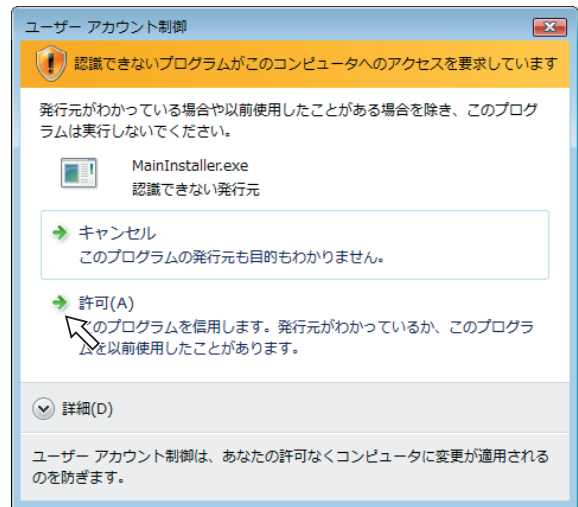 ユーザー アカウント制御
認識できないプログラムがこのコンピュータへのアクセスを要求しています
発行元がわかっている場合や以前使用したことがある場合を除き、このプログ
ラムは実行しないでください。
MainInstaller.exe
認識できない発行元
キャンセル
このプログラムの発行元も目的もわかりません。
許可(A)
このプログラムを信用します。発行元がわかっているか、このプログラ
ムを以前使用したことがあります。
詳細(D)
ユーザー アカウント制御は、あなたの許可なくコンピュータに変更が適用される
のを防ぎます。